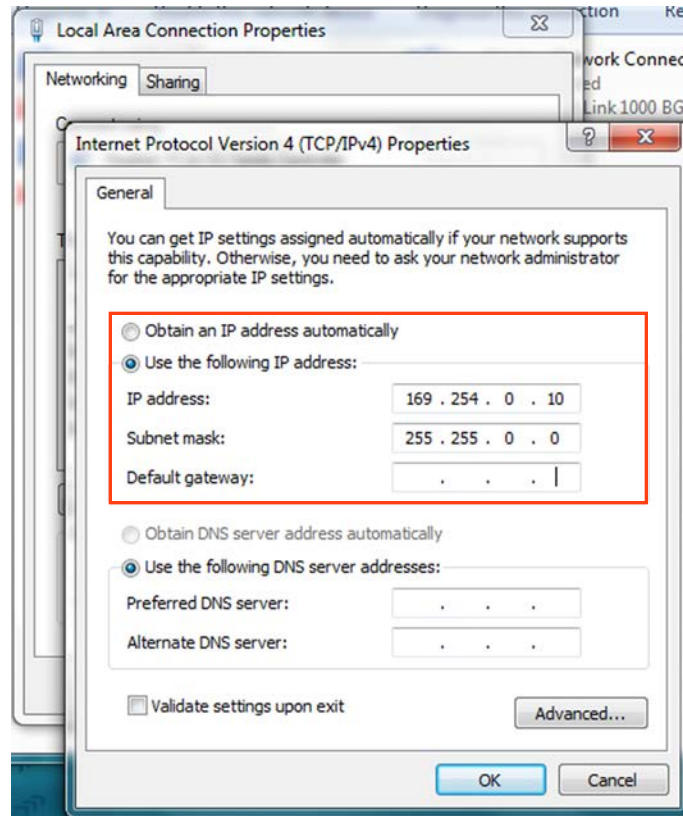 Local Area Connection Properties
Networking
Sharing
Internet Protocol Version 4 (TCP/IPv4) Properties
General
You can get IP settings assigned automatically if your network supports
this capability. Otherwise, you need to ask your network administrator
for the appropriate IP settings.
Obtain an IP address automatically
Use the following IP address:
IP address: 169 . 254 . 0 . 10
Subnet mask: 255 . 255 . 0 . 0
Default gateway: . . .
Obtain DNS server address automatically
Use the following DNS server addresses:
Preferred DNS server: . . .
Alternate DNS server: . . .
Validate settings upon exit
Advanced...
OK
Cancel
Link 1000 BG